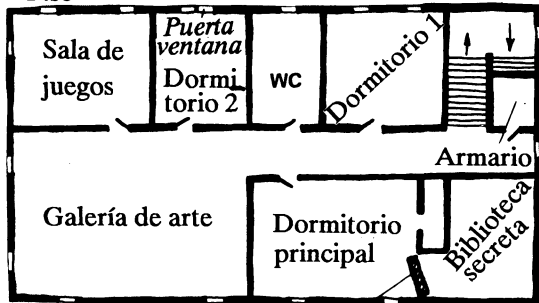 Sala de
juegos
Puerta
ventana
Dormi
torio 2
WC
Dormitorio 1
Armario
Galería de arte
Dormitorio
principal
Biblioteca
secreta